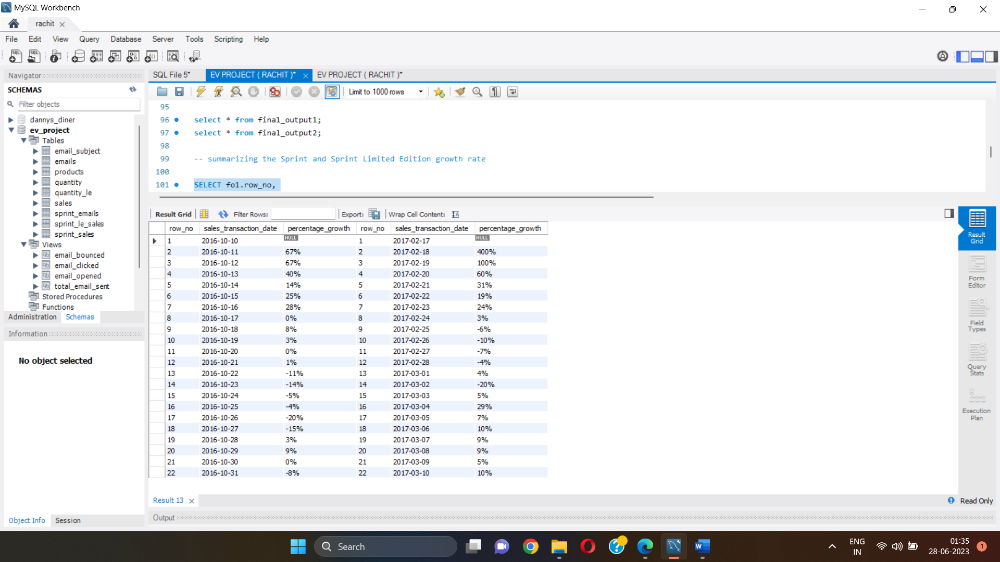 MySQL Workbench
rachit
File Edit View Query Database Server Tools Scripting Help
Navigator
SCHEMAS
Filter objects
dannys_diner
ev_project
Tables
email_subject
emails
products
quantity
quantity_le
sales
sprint_emails
sprint_le_sales
sprint_sales
Views
email_bounced
email_clicked
email_opened
total_email_sent
Stored Procedures
Functions
Administration Schemas
Information
No object selected
Object Info Session
SQL File 5* EV PROJECT ( RACHIT )* EV PROJECT ( RACHIT )*
Limit to 1000 rows
95
96 select * from final_output1;
97 select * from final_output2;
98
99 -- summarizing the Sprint and Sprint Limited Edition growth rate
100
101 SELECT fo1.row_no,
Result Grid Filter Rows: Export: Wrap Cell Content:
row_no sales_transaction_date percentage_growth row_no sales_transaction_date percentage_growth
1 2016-10-10 NULL 1 2017-02-17 NULL
2 2016-10-11 67% 2 2017-02-18 400%
3 2016-10-12 67% 3 2017-02-19 100%
4 2016-10-13 40% 4 2017-02-20 60%
5 2016-10-14 14% 5 2017-02-21 31%
6 2016-10-15 25% 6 2017-02-22 19%
7 2016-10-16 28% 7 2017-02-23 24%
8 2016-10-17 0% 8 2017-02-24 3%
9 2016-10-18 8% 9 2017-02-25 -6%
10 2016-10-19 3% 10 2017-02-26 -10%
11 2016-10-20 0% 11 2017-02-27 -7%
12 2016-10-21 1% 12 2017-02-28 -4%
13 2016-10-22 -11% 13 2017-03-01 4%
14 2016-10-23 -14% 14 2017-03-02 -20%
15 2016-10-24 -5% 15 2017-03-03 5%
16 2016-10-25 -4% 16 2017-03-04 29%
17 2016-10-26 -20% 17 2017-03-05 7%
18 2016-10-27 -15% 18 2017-03-06 10%
19 2016-10-28 3% 19 2017-03-07 9%
20 2016-10-29 9% 20 2017-03-08 9%
21 2016-10-30 0% 21 2017-03-09 5%
22 2016-10-31 -8% 22 2017-03-10 10%
Result
Grid
Form
Editor
Field
Types
Query
Stats
Execution
Plan
Result 13
Read Only
Output
Search
ENG
IN
01:35
28-06-2023
1